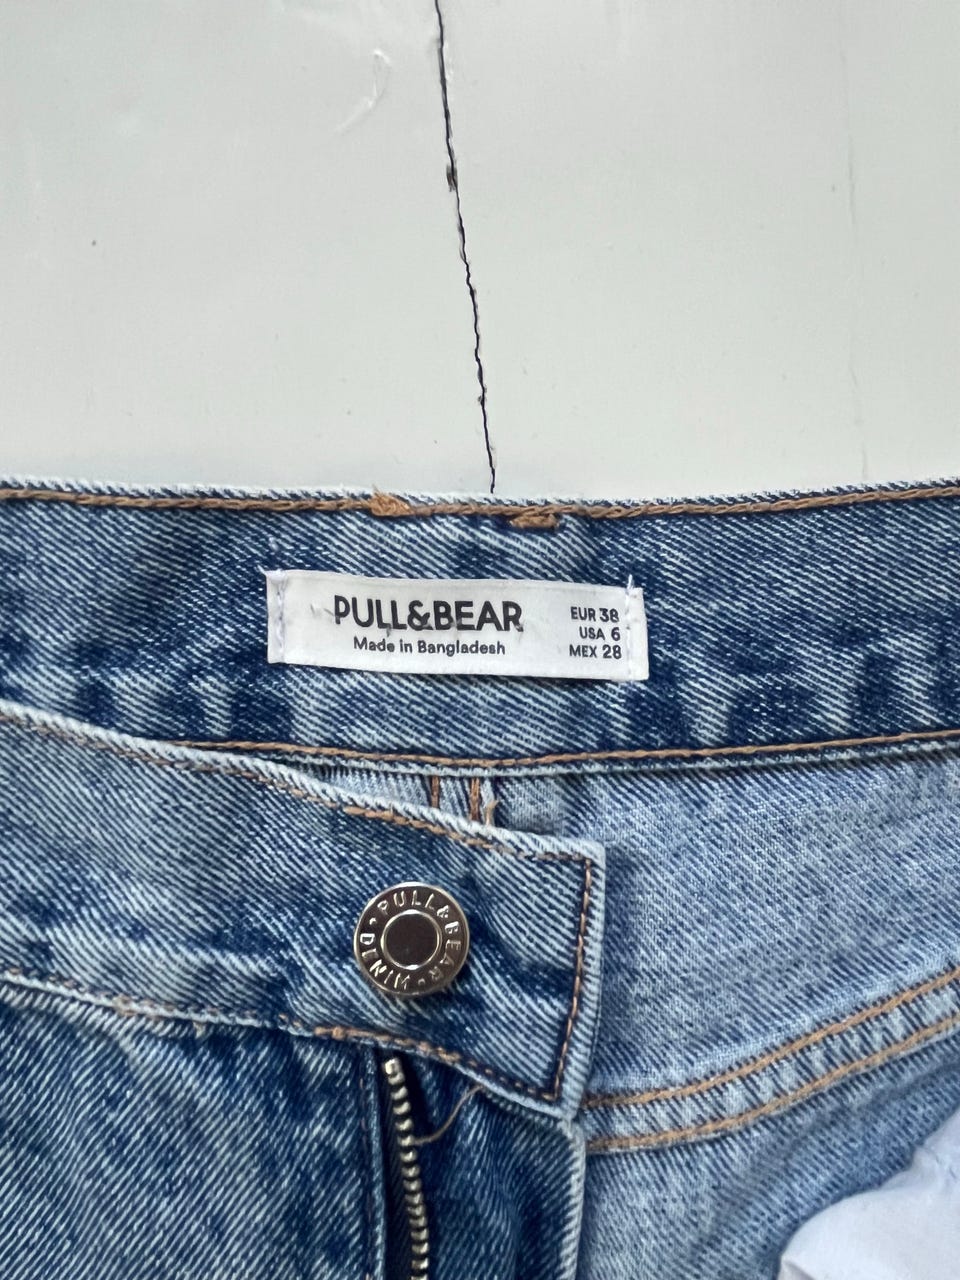 PULL&BEAR
Made in Bangladesh
EUR 38
USA 6
MEX 28
PULL&BEAR • DENIM •